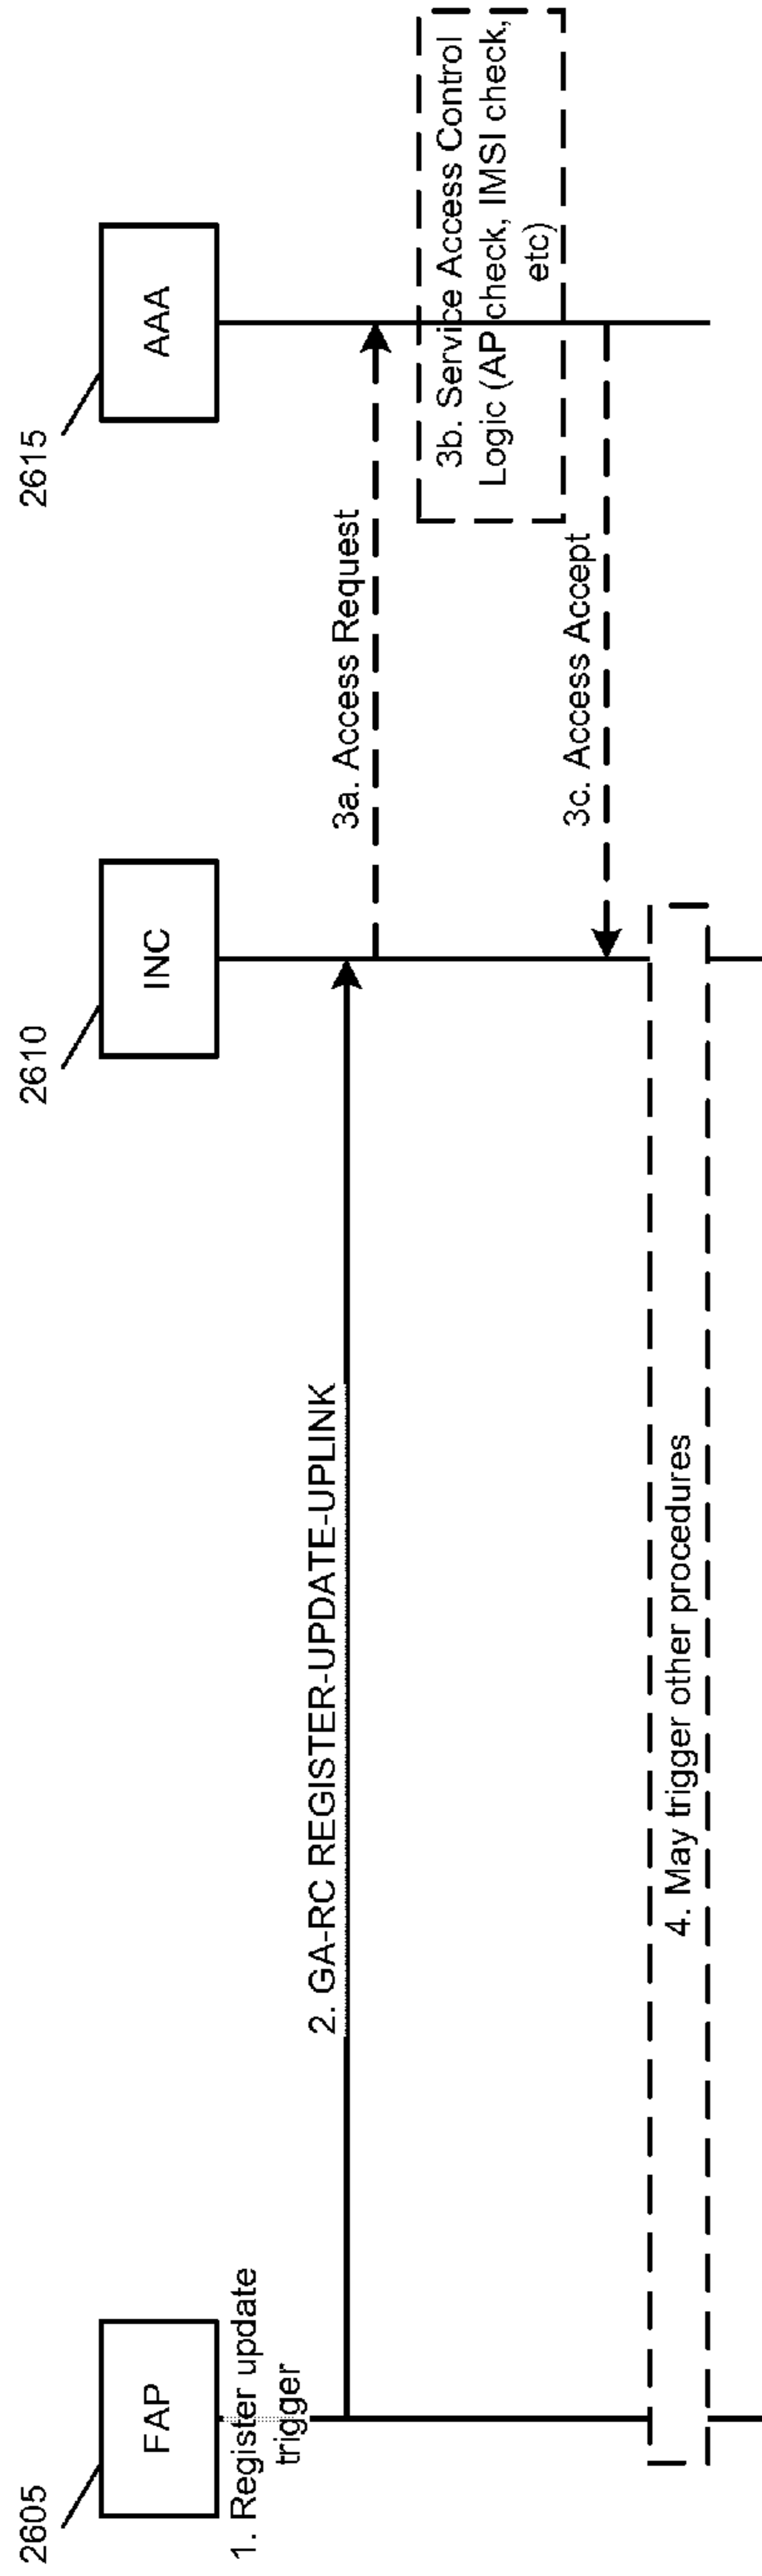 2605
2610
2615
FAP
INC
AAA
1. Register update
trigger
2. GA-RC REGISTER-UPDATE-UPLINK
3a. Access Request
3b. Service Access Control
Logic (AP check, IMSI check,
etc)
3c. Access Accept
4. May trigger other procedures